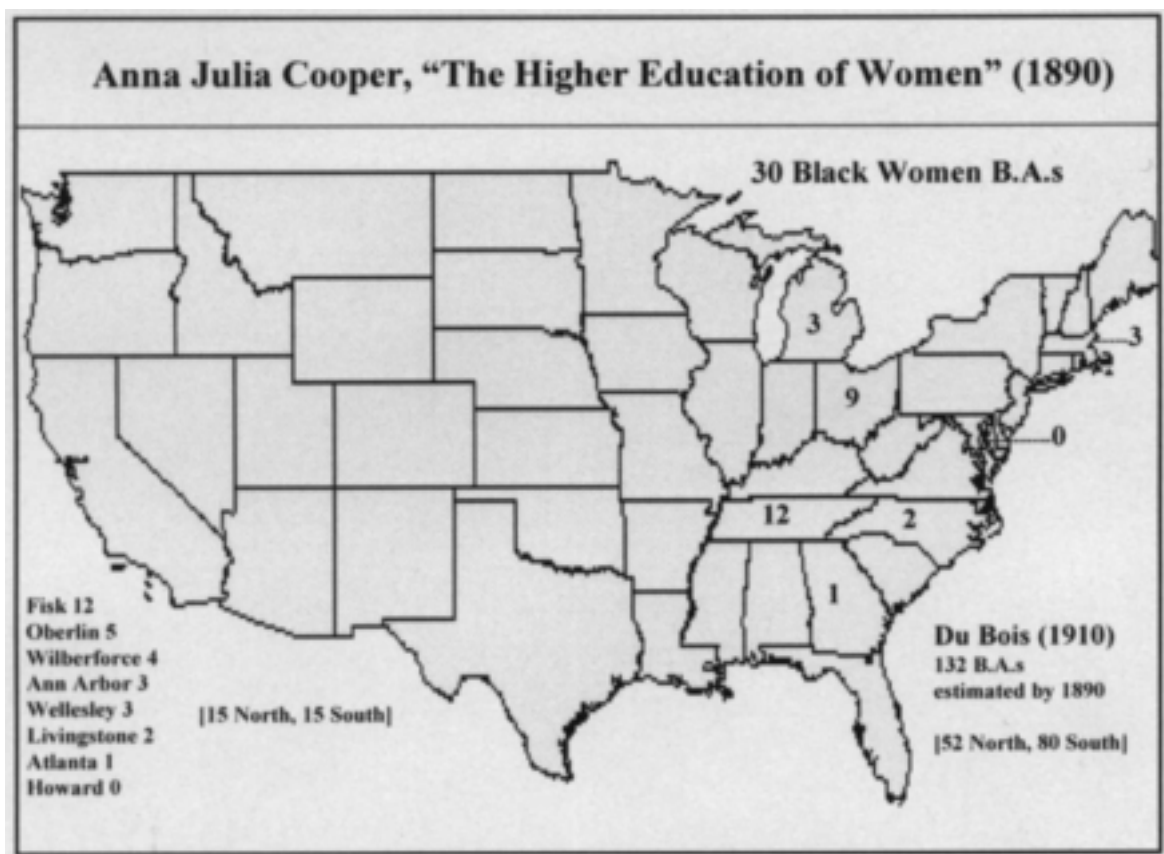 Anna Julia Cooper, “The Higher Education of Women” (1890)
30 Black Women B.A.s
3
3
9
0
12
2
1
Fisk 12
Oberlin 5
Wilberforce 4
Ann Arbor 3
Wellesley 3
Livingstone 2
Atlanta 1
Howard 0
[15 North, 15 South]
Du Bois (1910)
132 B.A.s
estimated by 1890
[52 North, 80 South]